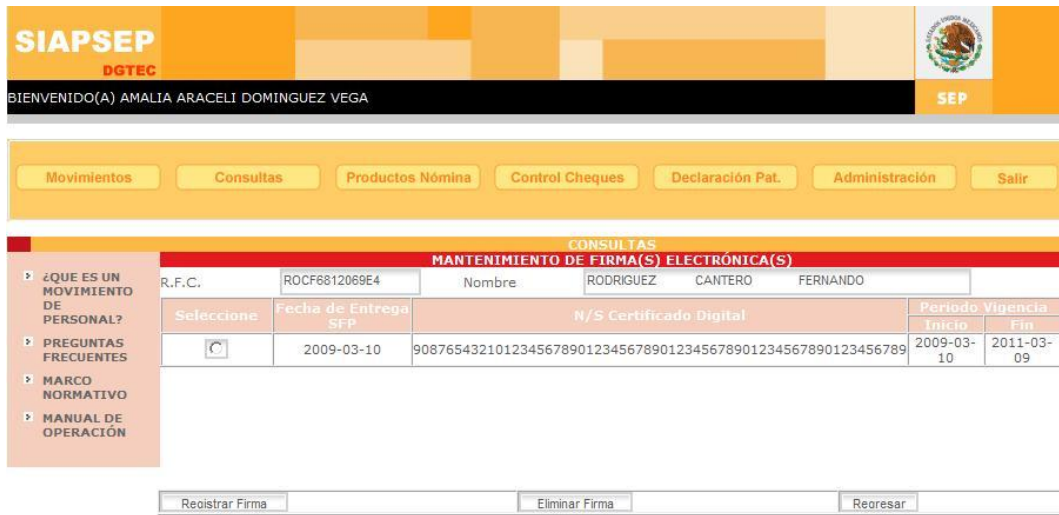 SIAPSEP
DGTEC
BIENVENIDO(A) AMALIA ARACELI DOMINGUEZ VEGA
SEP
Movimientos Consultas Productos Nómina Control Cheques Declaración Pat. Administración Salir
CONSULTAS
MANTENIMIENTO DE FIRMA(S) ELECTRÓNICA(S)
¿QUE ES UN
MOVIMIENTO
DE
PERSONAL?
PREGUNTAS
FRECUENTES
MARCO
NORMATIVO
MANUAL DE
OPERACIÓN
R.F.C. ROCF6812069E4 Nombre RODRIGUEZ CANTERO FERNANDO
Seleccione Fecha de Entrega SFP N/S Certificado Digital Periodo Vigencia
Inicio Fin
2009-03-10 90876543210123456789012345678901234567890123456789 2009-03-10 2011-03-09
Registrar Firma Eliminar Firma Regresar